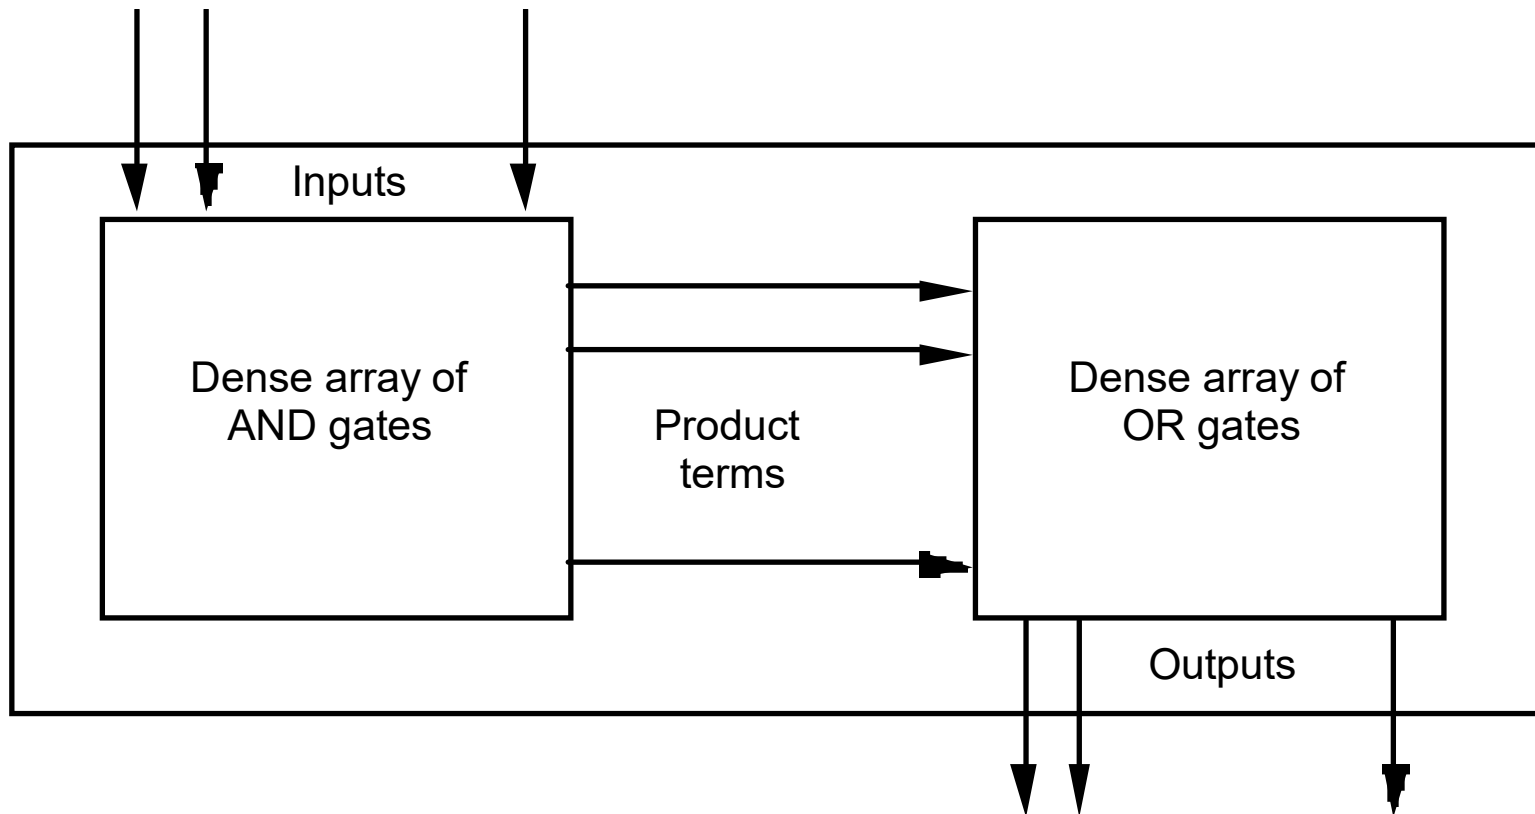 Inputs
Dense array of
AND gates
Product
terms
Dense array of
OR gates
Outputs